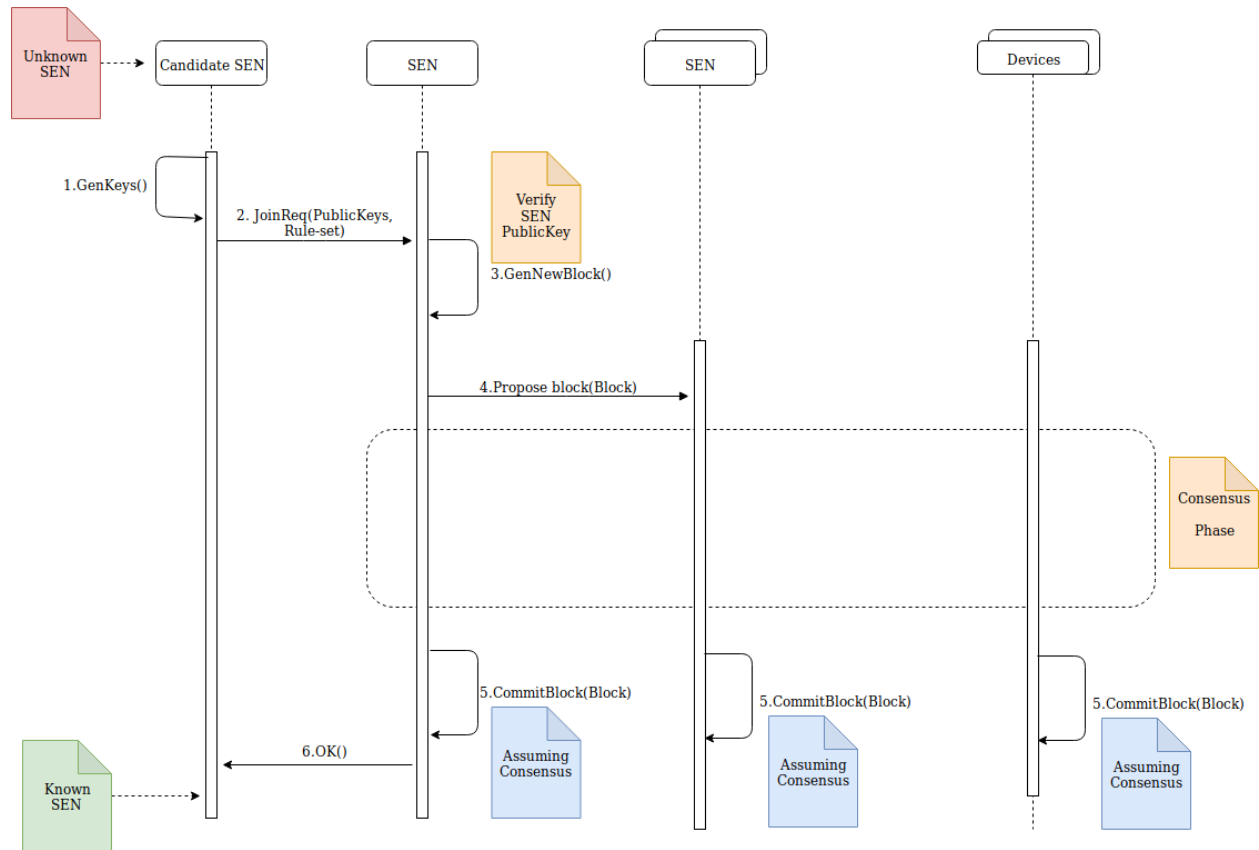 Unknown
SEN
Candidate SEN
SEN
SEN
Devices
1.GenKeys()
2. JoinReq(PublicKeys,
Rule-set)
Verify
SEN
PublicKey
3.GenNewBlock()
4.Propose block(Block)
Consensus
Phase
5.CommitBlock(Block)
5.CommitBlock(Block)
5.CommitBlock(Block)
6.OK()
Assuming
Consensus
Assuming
Consensus
Assuming
Consensus
Known
SEN